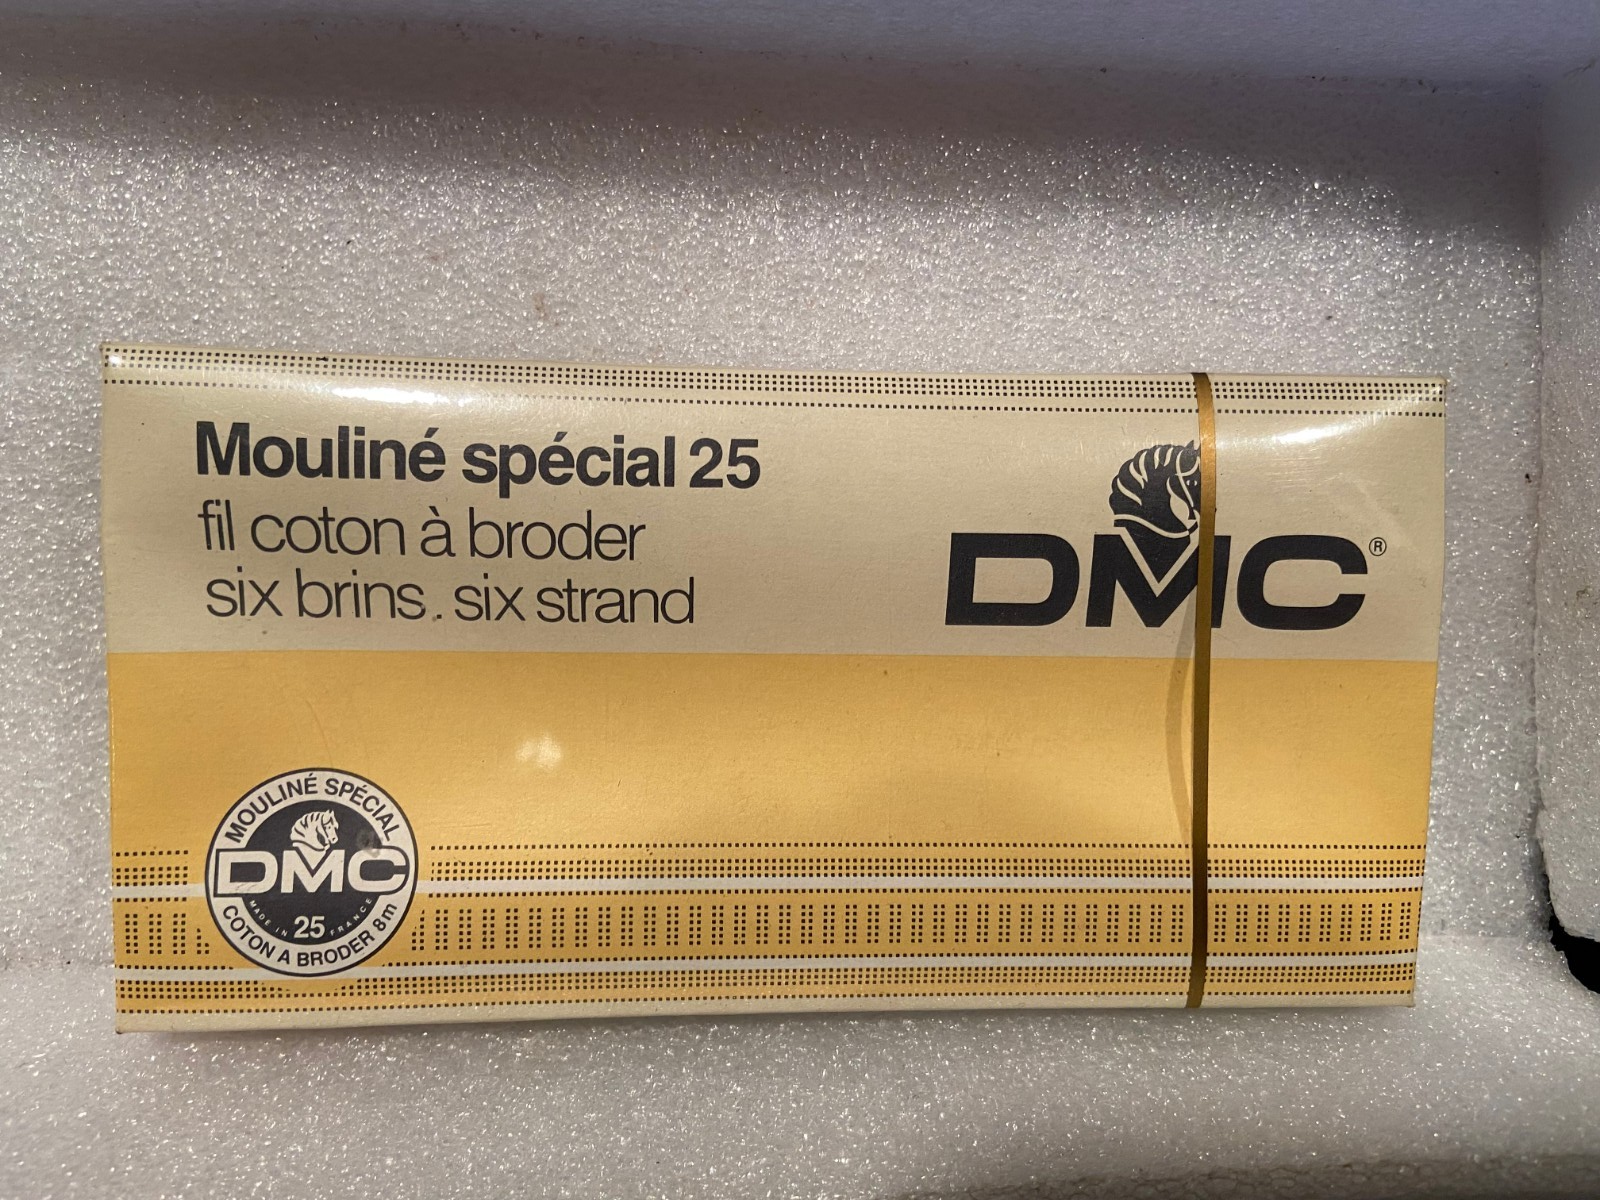 Mouliné spécial 25
fil coton à broder
six brins. six strand
DMC®
MOULINÉ SPÉCIAL
DMC
MADE IN 25 FRANCE
COTON A BRODER 8m